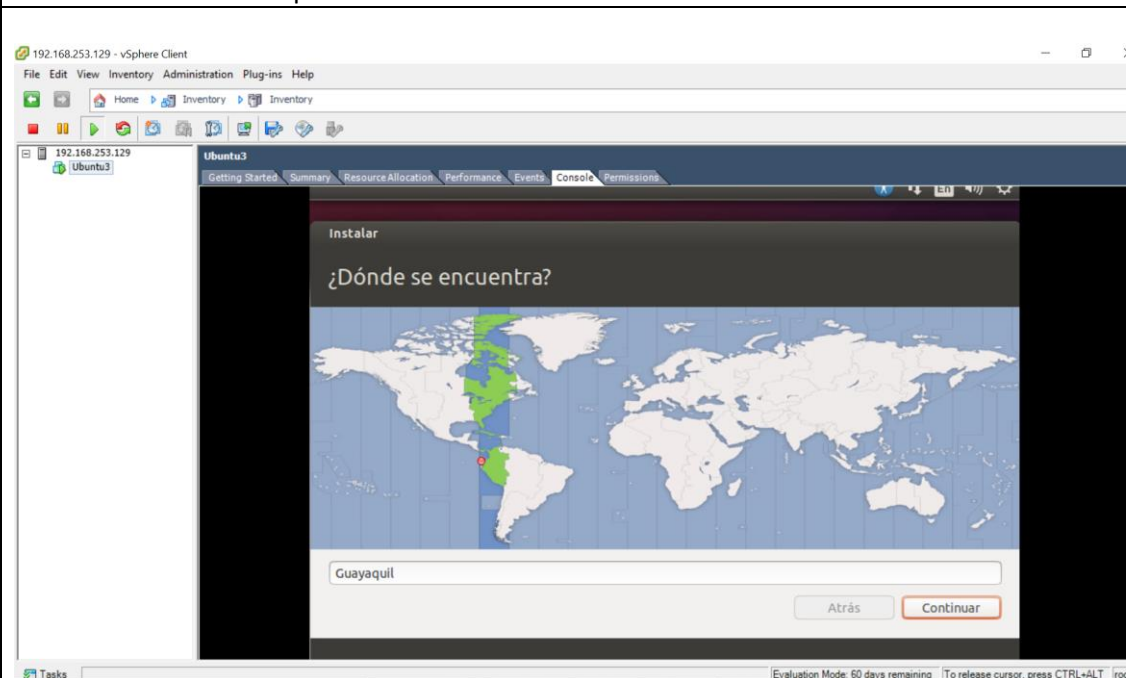 192.168.253.129 - vSphere Client
File Edit View Inventory Administration Plug-ins Help
Home Inventory Inventory
192.168.253.129
Ubuntu3
Ubuntu3
Getting Started Summary Resource Allocation Performance Events Console Permissions
En
Instalar
¿Dónde se encuentra?
Guayaquil
Atrás Continuar
Tasks
Evaluation Mode: 60 days remaining To release cursor, press CTRL+ALT